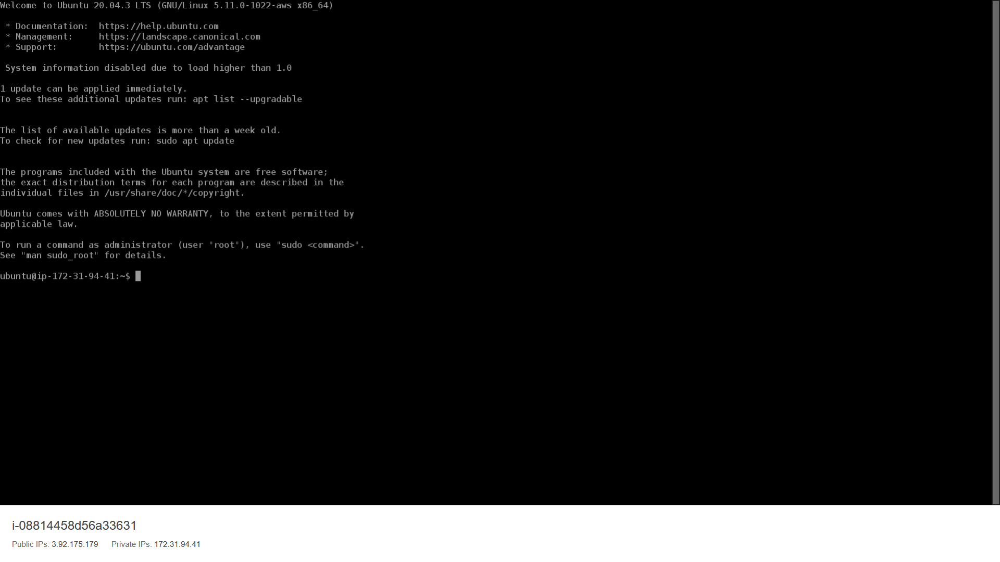 Welcome to Ubuntu 20.04.3 LTS (GNU/Linux 5.11.0-1022-aws x86_64)
* Documentation:  https://help.ubuntu.com
* Management:     https://landscape.canonical.com
* Support:        https://ubuntu.com/advantage
System information disabled due to load higher than 1.0
1 update can be applied immediately.
To see these additional updates run: apt list --upgradable
The list of available updates is more than a week old.
To check for new updates run: sudo apt update
The programs included with the Ubuntu system are free software;
the exact distribution terms for each program are described in the
individual files in /usr/share/doc/*/copyright.
Ubuntu comes with ABSOLUTELY NO WARRANTY, to the extent permitted by
applicable law.
To run a command as administrator (user "root"), use "sudo <command>".
See "man sudo_root" for details.
ubuntu@ip-172-31-94-41:~$
i-08814458d56a33631
Public IPs: 3.92.175.179 Private IPs: 172.31.94.41